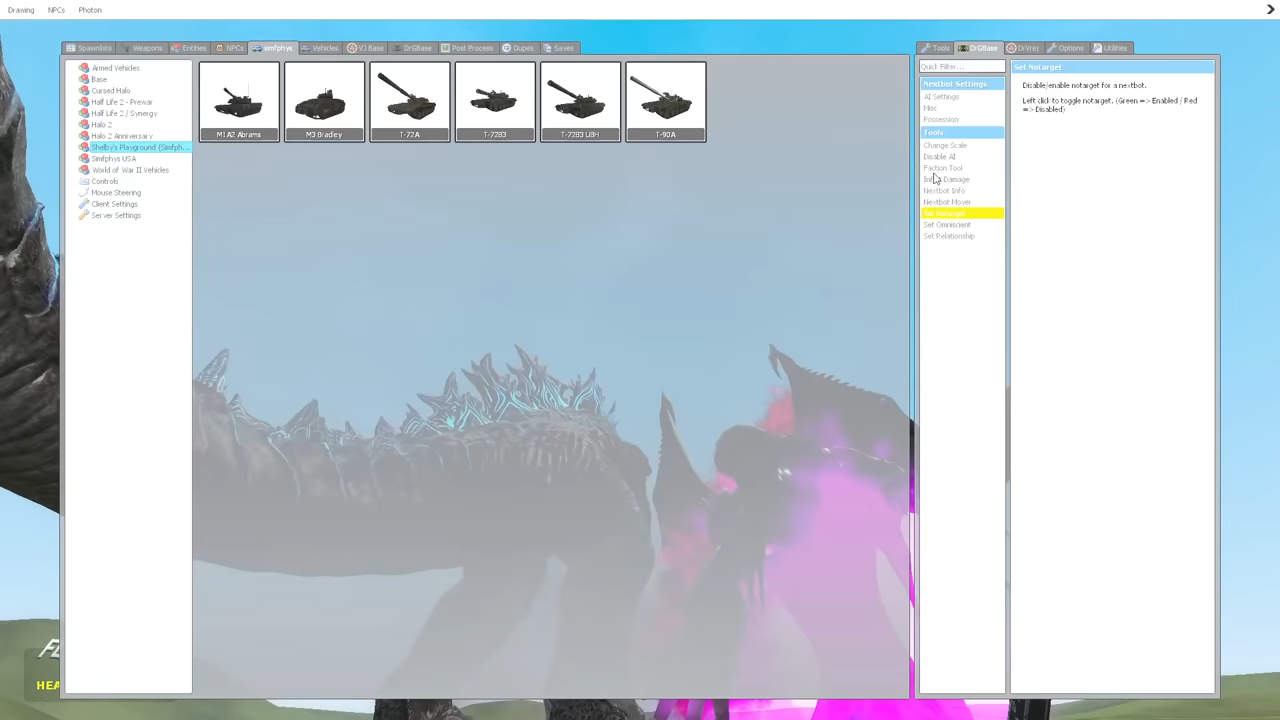 Drawing NPCs Photon
Spawnlists Weapons Entities NPCs simfphys Vehicles VJ Base DrGBase Post Process Dupes Saves
Armed Vehicles
Base
Cursed Halo
Half Life 2 - Prewar
Half Life 2 / Synergy
Halo 2
Halo 2 Anniversary
Shelby's Playground (Simfph...
Simfphys USA
World of War II Vehicles
Controls
Mouse Steering
Client Settings
Server Settings
M1A2 Abrams M3 Bradley T-72A T-72B3 T-72B3 UBH T-90A
Tools DrGBase DrVrej Options Utilities
Quick Filter...
Nextbot Settings
AI Settings
Misc
Possession
Tools
Change Scale
Disable AI
Faction Tool
Damage
Nextbot Info
Nextbot Mover
Set Notarget
Set Omniscient
Set Relationship
Set Notarget
Disable/enable notarget for a nextbot.
Left click to toggle notarget. (Green => Enabled / Red
=> Disabled)
HEA